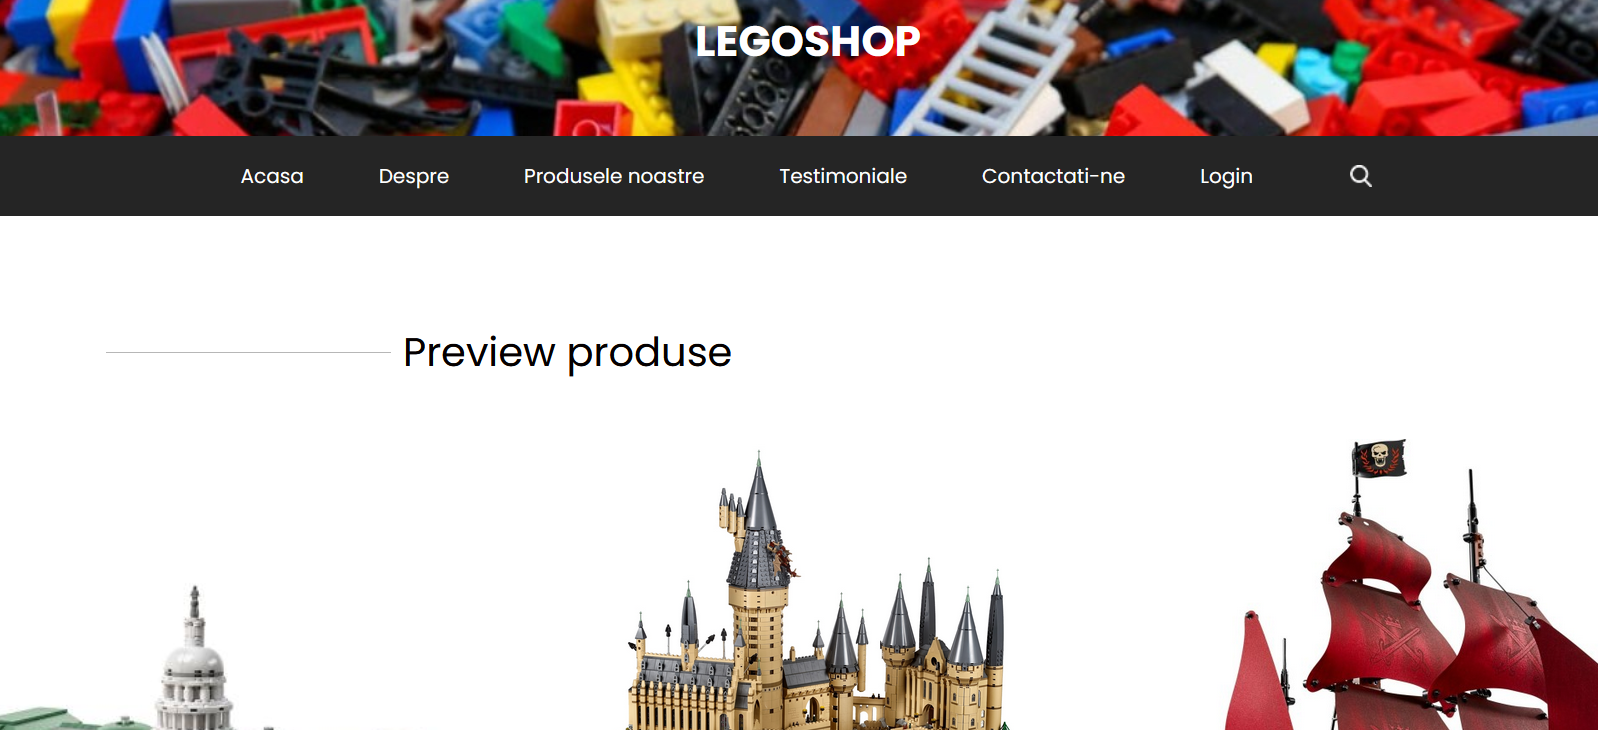 LEGOSHOP
Acasa Despre Produsele noastre Testimoniale Contactati-ne Login
Preview produse